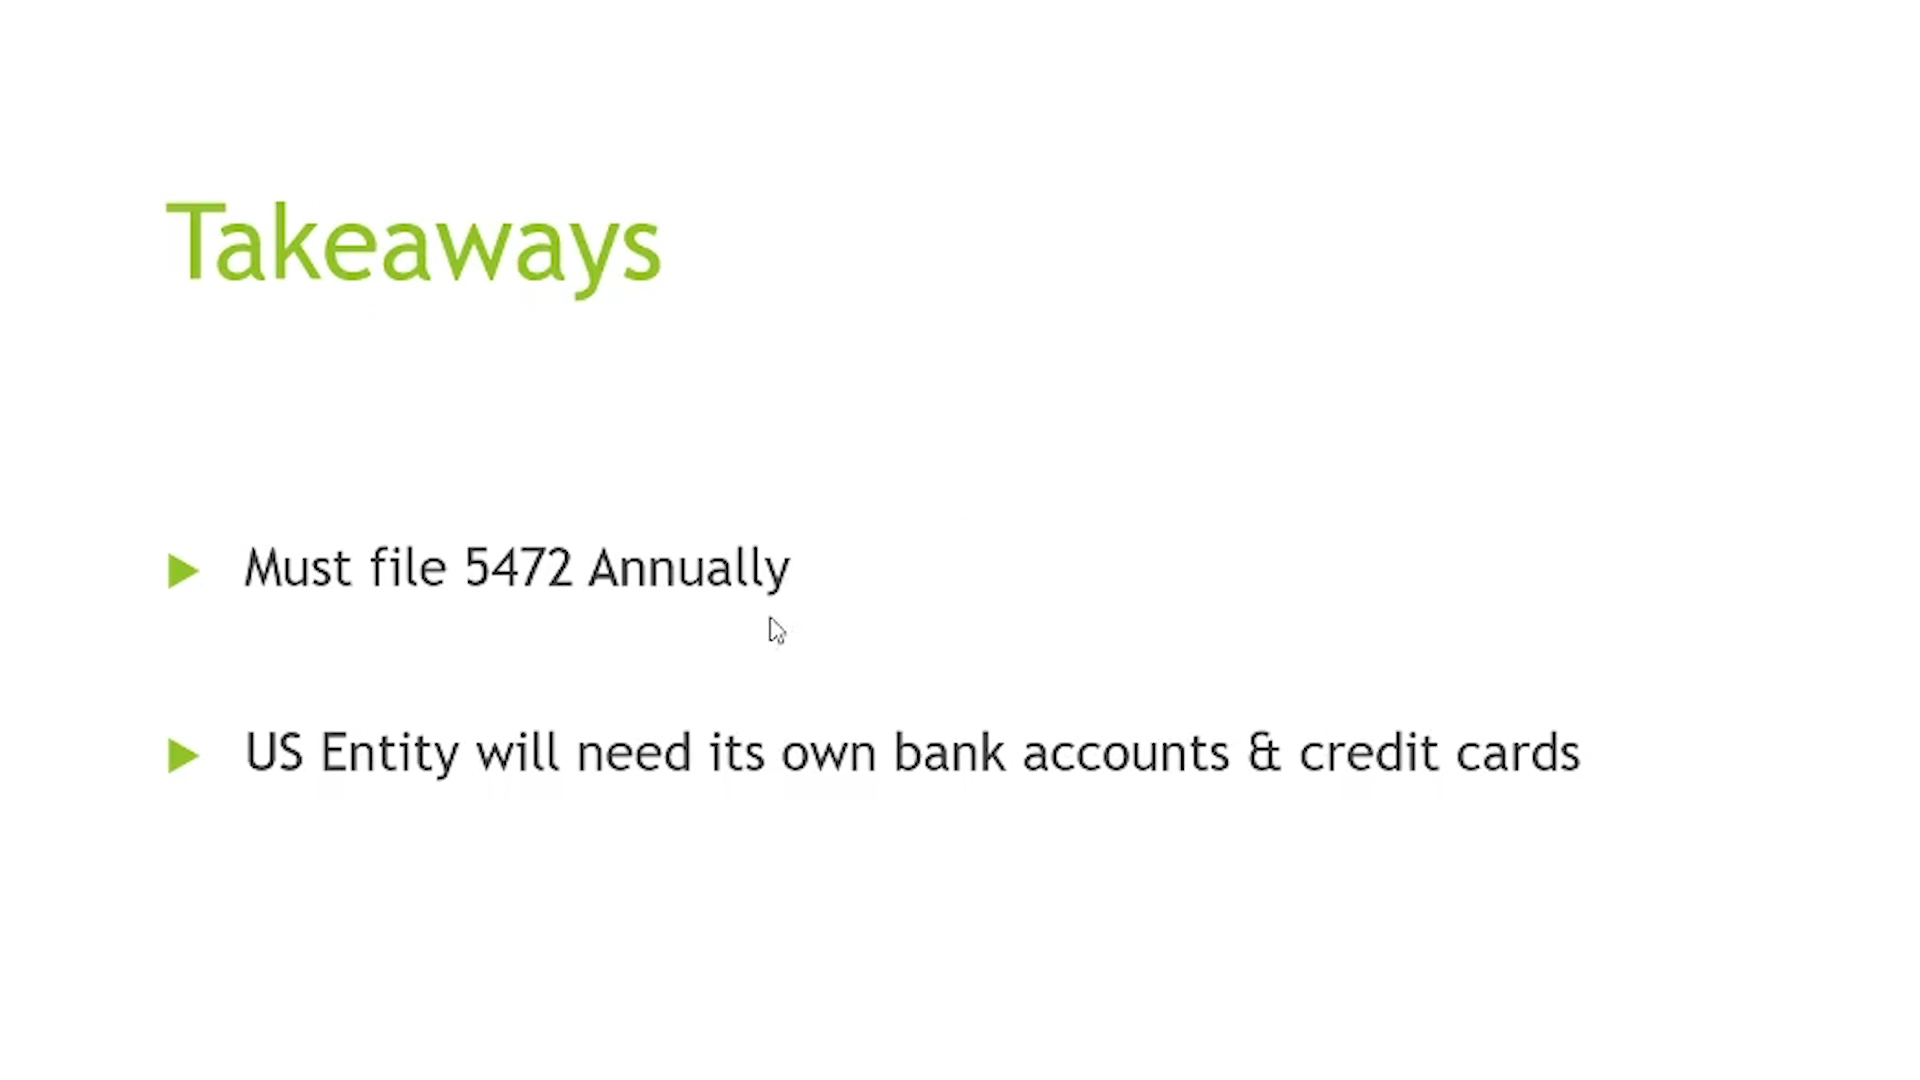 Takeaways
Must file 5472 Annually
US Entity will need its own bank accounts & credit cards